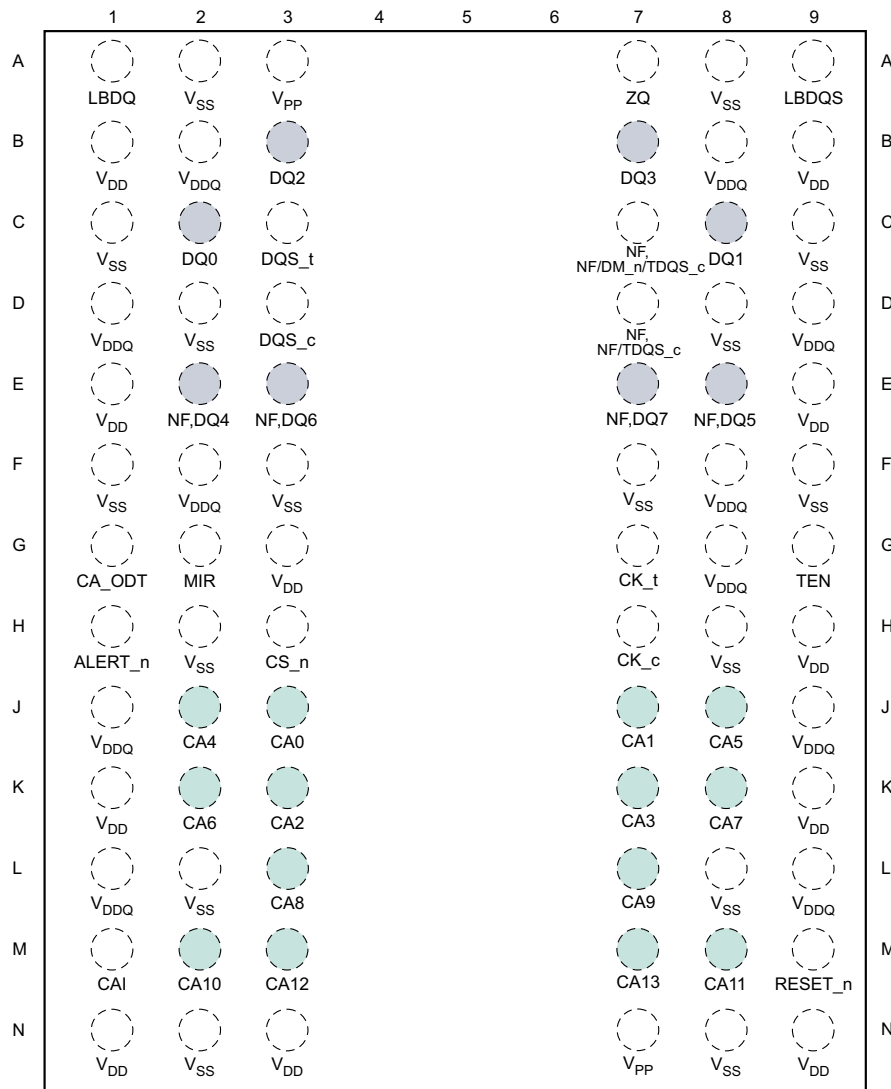 1 2 3 4 5 6 7 8 9
A A
LBDQ VSS VPP ZQ VSS LBDQS
B B
VDD VDDQ DQ2 DQ3 VDDQ VDD
C C
VSS DQ0 DQS_t NF, NF/DM_n/TDQS_c DQ1 VSS
D D
VDDQ VSS DQS_c NF, NF/TDQS_c VSS VDDQ
E E
VDD NF,DQ4 NF,DQ6 NF,DQ7 NF,DQ5 VDD
F F
VSS VDDQ VSS VSS VDDQ VSS
G G
CA_ODT MIR VDD CK_t VDDQ TEN
H H
ALERT_n VSS CS_n CK_c VSS VDD
J J
VDDQ CA4 CA0 CA1 CA5 VDDQ
K K
VDD CA6 CA2 CA3 CA7 VDD
L L
VDDQ VSS CA8 CA9 VSS VDDQ
M M
CAI CA10 CA12 CA13 CA11 RESET_n
N N
VDD VSS VDD VPP VSS VDD